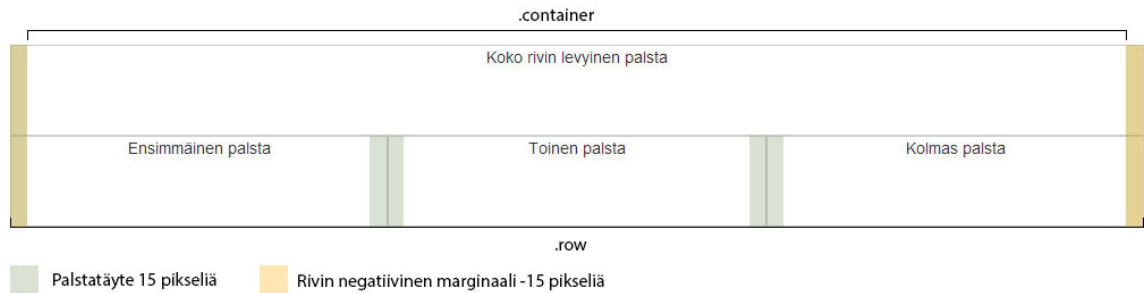 .container
Koko rivin levyinen palsta
Ensimmäinen palsta Toinen palsta Kolmas palsta
.row
Palstatäyte 15 pikseliä Rivin negatiivinen marginaali -15 pikseliä